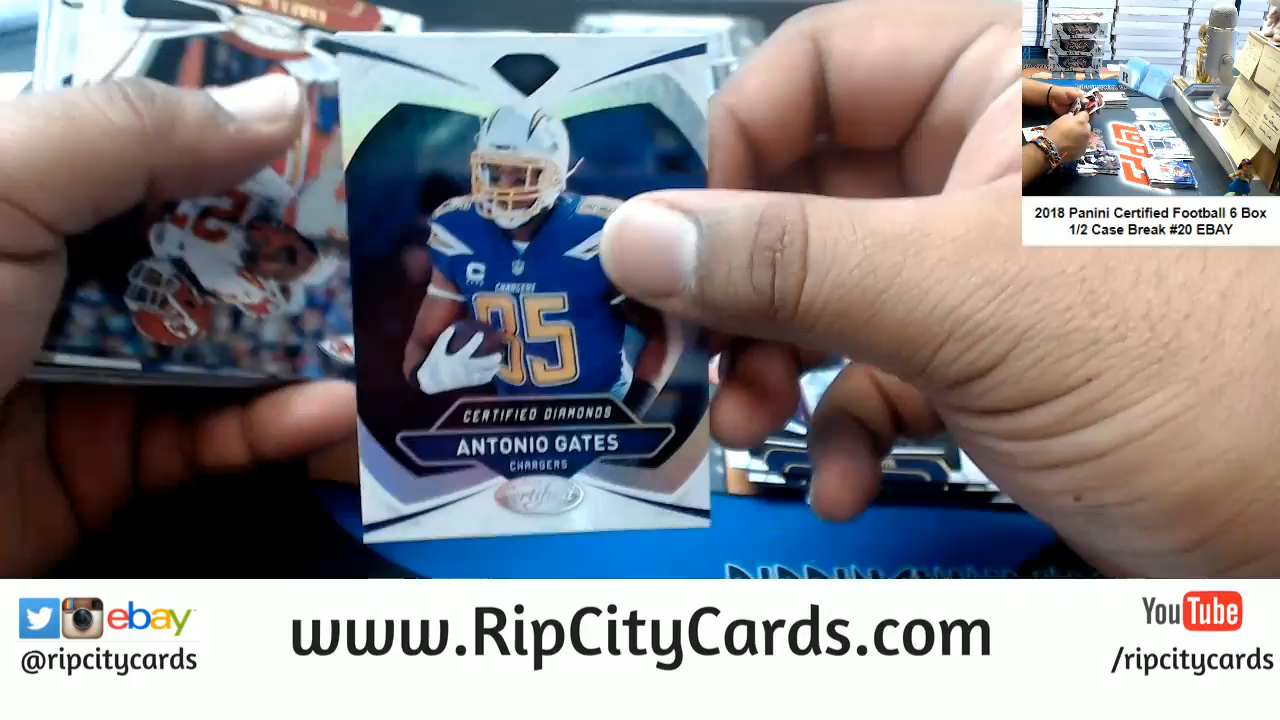 CHARGERS
85
CERTIFIED DIAMONDS
ANTONIO GATES
CHARGERS
Certified
2018 Panini Certified Football 6 Box
1/2 Case Break #20 EBAY
ebay
@ripcitycards
www.RipCityCards.com
YouTube
/ripcitycards